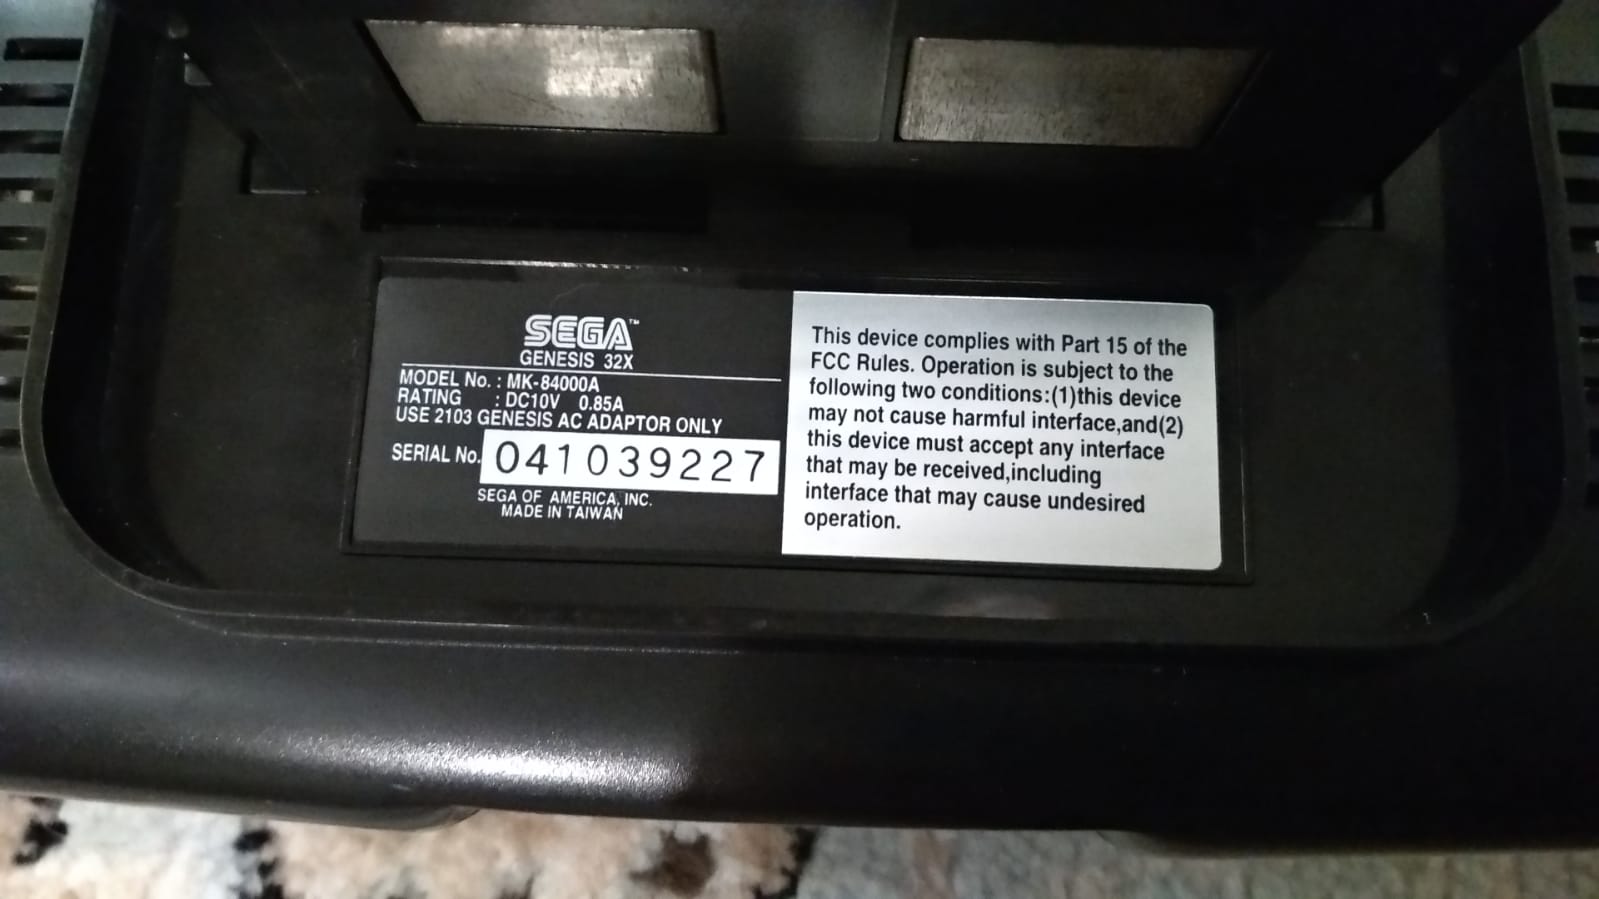 SEGA™
GENESIS 32X
MODEL No. : MK-84000A
RATING : DC10V 0.85A
USE 2103 GENESIS AC ADAPTOR ONLY
SERIAL No. 041039227
SEGA OF AMERICA, INC.
MADE IN TAIWAN
This device complies with Part 15 of the
FCC Rules. Operation is subject to the
following two conditions:(1)this device
may not cause harmful interface,and(2)
this device must accept any interface
that may be received,including
interface that may cause undesired
operation.